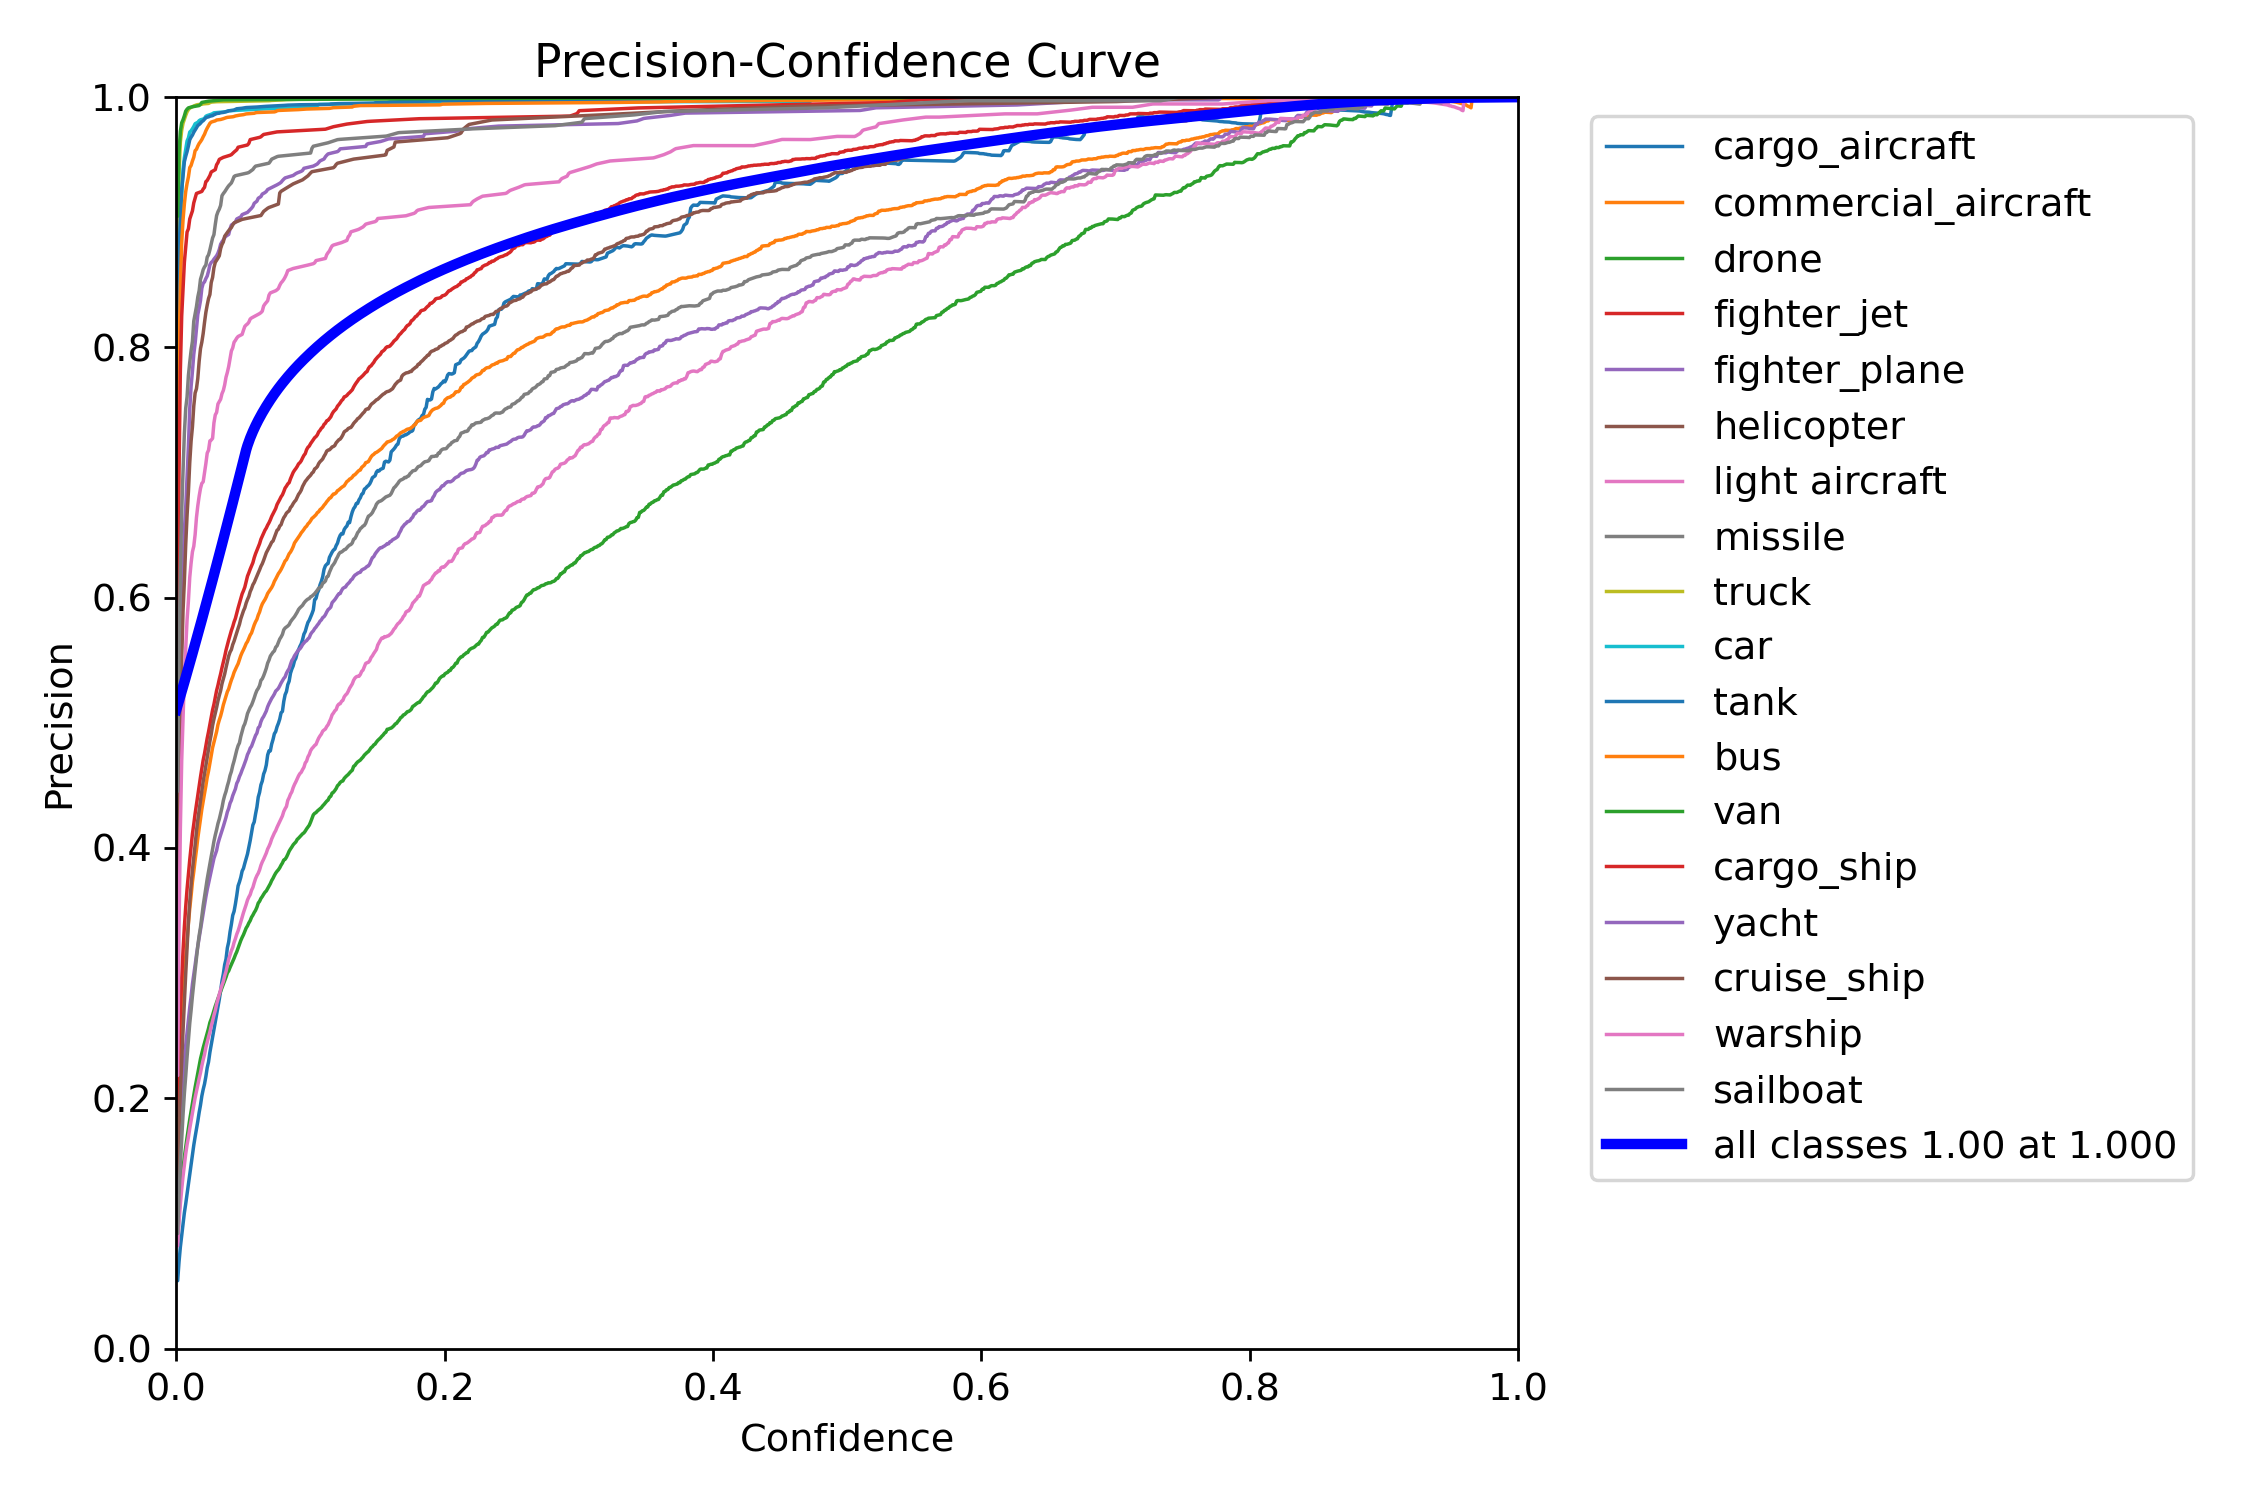 Precision-Confidence Curve
1.0
0.8
0.6
0.4
0.2
0.0
Precision
0.0 0.2 0.4 0.6 0.8 1.0
Confidence
cargo_aircraft
commercial_aircraft
drone
fighter_jet
fighter_plane
helicopter
light aircraft
missile
truck
car
tank
bus
van
cargo_ship
yacht
cruise_ship
warship
sailboat
all classes 1.00 at 1.000